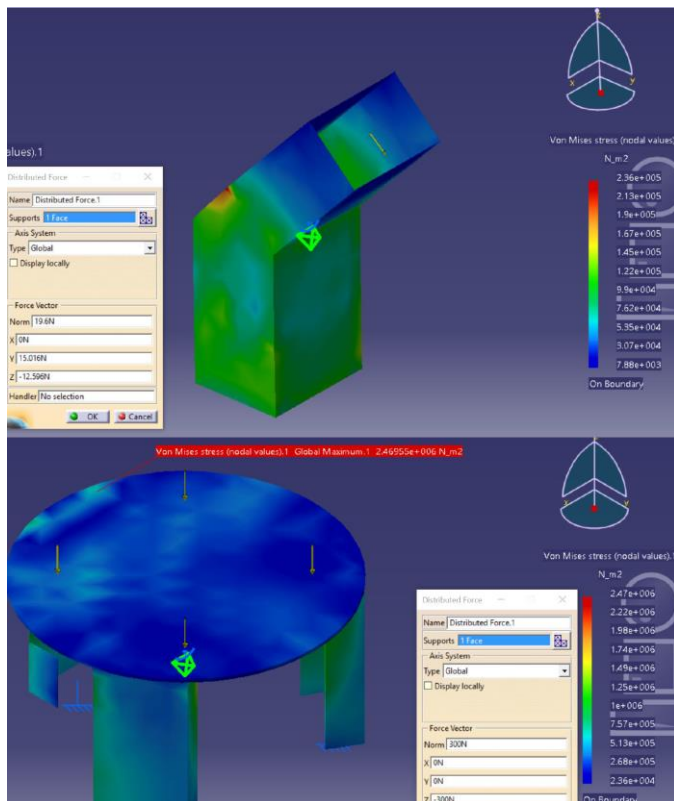 alues).1
Distributed Force
Name Distributed Force.1
Supports 1 Face
Axis System
Type Global
Display locally
Force Vector
Norm 19.6N
X 0N
Y 15.016N
Z -12.596N
Handler No selection
OK Cancel
x y
Von Mises stress (nodal values)
N_m2
2.36e+005
2.13e+005
1.9e+005
1.67e+005
1.45e+005
1.22e+005
9.9e+004
7.62e+004
5.35e+004
3.07e+004
7.88e+003
On Boundary
Von Mises stress (nodal values).1 Global Maximum.1 2.46955e+006 N_m2
x y
Von Mises stress (nodal values).1
N_m2
2.47e+006
2.22e+006
1.98e+006
1.74e+006
1.49e+006
1.25e+006
1e+006
7.57e+005
5.13e+005
2.68e+005
2.36e+004
On Boundary
Distributed Force
Name Distributed Force.1
Supports 1 Face
Axis System
Type Global
Display locally
Force Vector
Norm 300N
X 0N
Y 0N
Z -300N